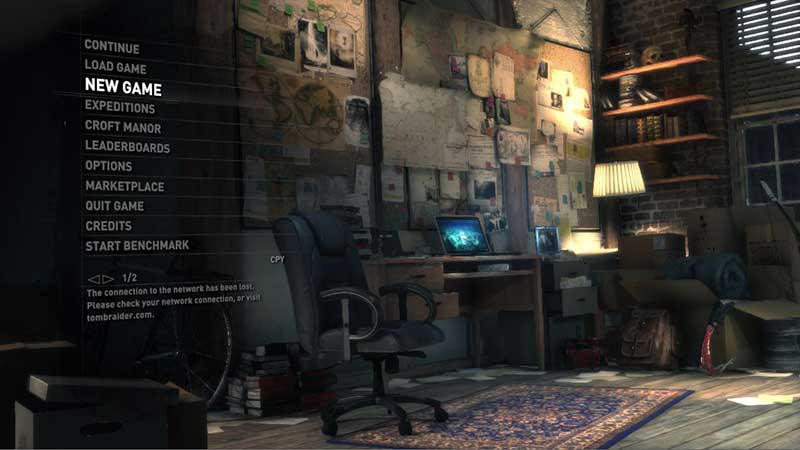 CONTINUE
LOAD GAME
NEW GAME
EXPEDITIONS
CROFT MANOR
LEADERBOARDS
OPTIONS
MARKETPLACE
QUIT GAME
CREDITS
START BENCHMARK
CPY
1/2
The connection to the network has been lost.
Please check your network connection, or visit
tombraider.com.